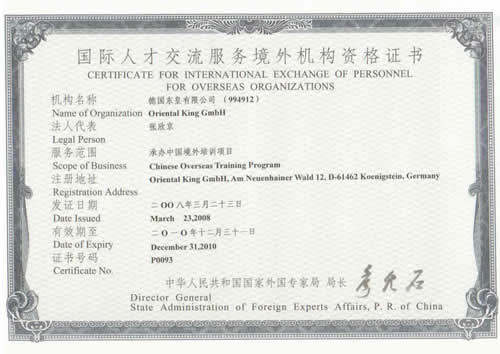 国际人才交流服务境外机构资格证书
CERTIFICATE FOR INTERNATIONAL EXCHANGE OF PERSONNEL
FOR OVERSEAS ORGANIZATIONS
机构名称 德国东皇有限公司 (994912)
Name of Organization Oriental King GmbH
法人代表 张欣京
Legal Person
服务范围 承办中国境外培训项目
Scope of Business Chinese Overseas Training Program
注册地址 Oriental King GmbH, Am Neuenhainer Wald 12, D-61462 Koenigstein, Germany
Registration Address
发证日期 二〇〇八年三月二十三日
Date Issued March 23,2008
有效期至 二〇一〇年十二月三十一日
Date of Expiry December 31,2010
证书号码 P0093
Certificate No.
中华人民共和国国家外国专家局 局长
Director General
State Administration of Foreign Experts Affairs, P. R. of China